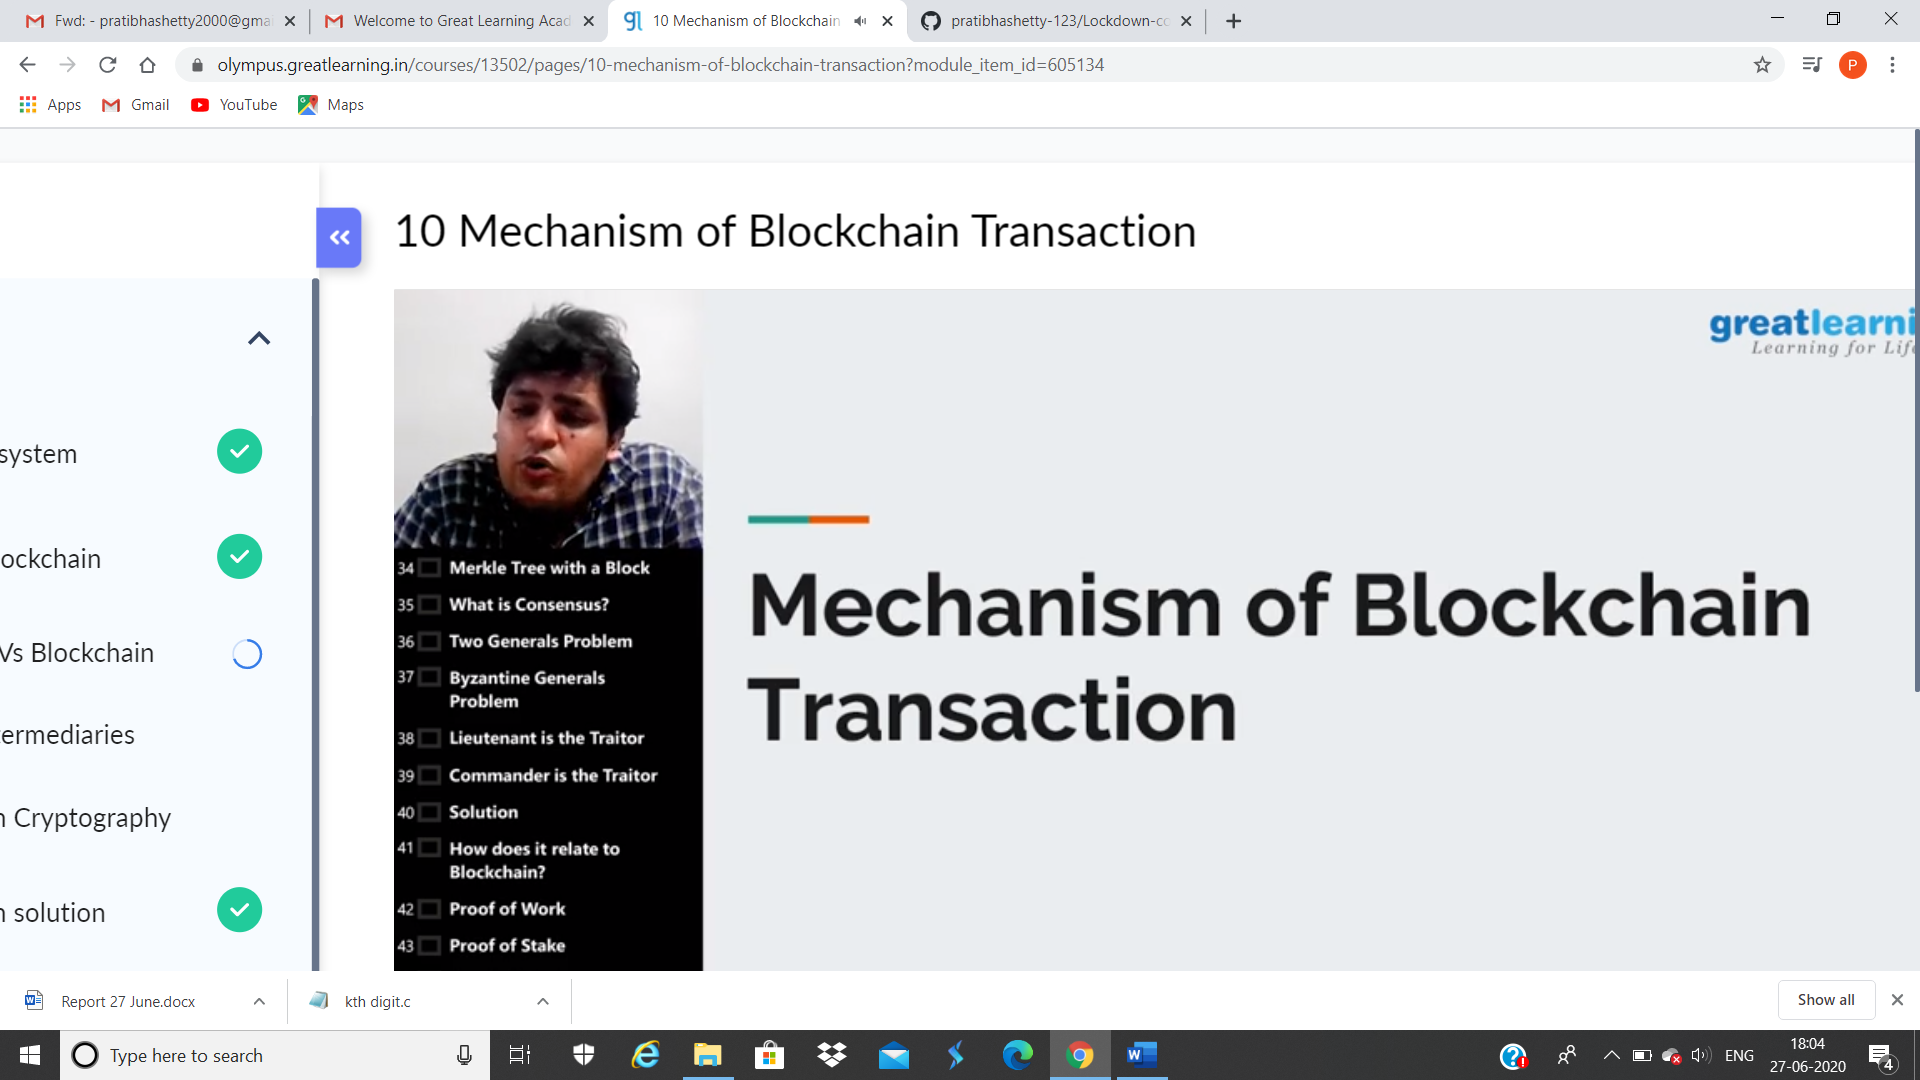 Fwd: - pratibhashetty2000@gmai
Welcome to Great Learning Acad
10 Mechanism of Blockchain
pratibhashetty-123/Lockdown-co
olympus.greatlearning.in/courses/13502/pages/10-mechanism-of-blockchain-transaction?module_item_id=605134
P
Apps
Gmail
YouTube
Maps
10 Mechanism of Blockchain Transaction
system
ockchain
Vs Blockchain
termediaries
n Cryptography
n solution
greatlearni
Learning for Life
34 Merkle Tree with a Block
35 What is Consensus?
36 Two Generals Problem
37 Byzantine Generals
Problem
38 Lieutenant is the Traitor
39 Commander is the Traitor
40 Solution
41 How does it relate to
Blockchain?
42 Proof of Work
43 Proof of Stake
Mechanism of Blockchain
Transaction
Report 27 June.docx
kth digit.c
Show all
Type here to search
ENG
18:04
27-06-2020
4